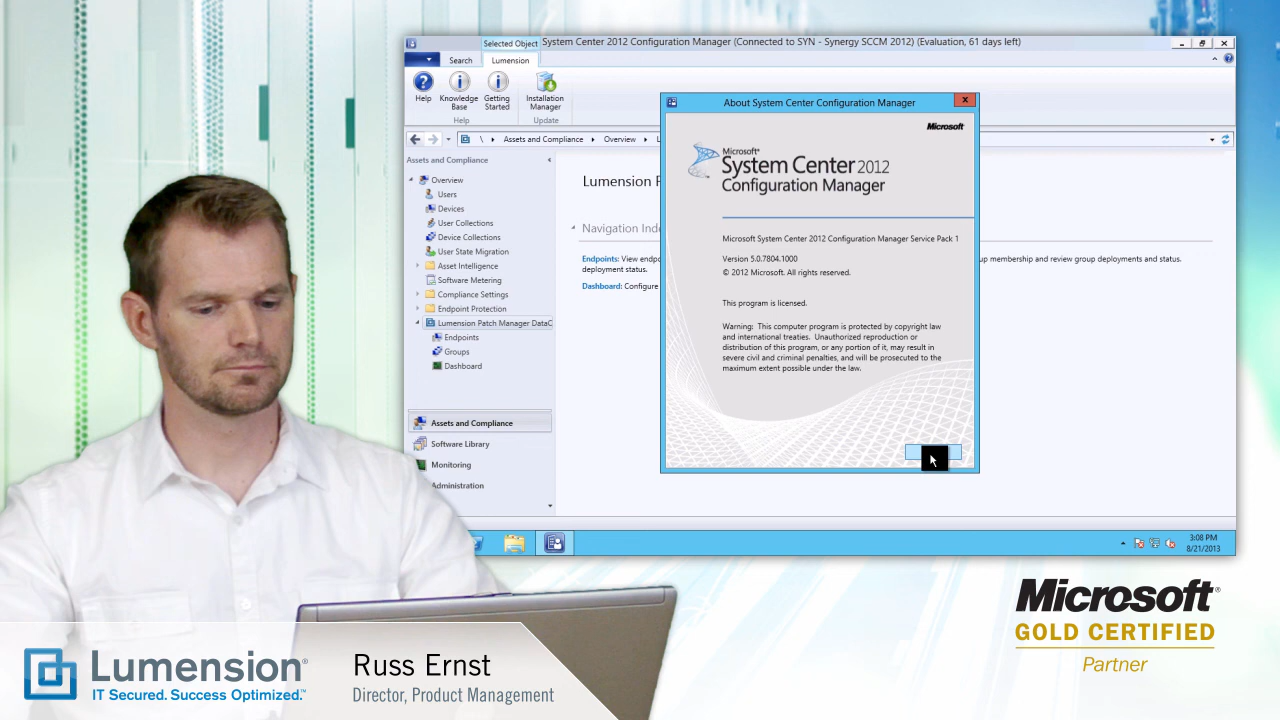 Selected Object
System Center 2012 Configuration Manager (Connected to SYN - Synergy SCCM 2012) (Evaluation, 61 days left)
Search
Lumension
Help
Knowledge Base
Getting Started
Installation Manager
Help
Update
\ Assets and Compliance Overview L
Assets and Compliance
Overview
Users
Devices
User Collections
Device Collections
User State Migration
Asset Intelligence
Software Metering
Compliance Settings
Endpoint Protection
Lumension Patch Manager DataC
Endpoints
Groups
Dashboard
Assets and Compliance
Software Library
Monitoring
Administration
Lumension P
Navigation Ind
Endpoints: View endpo
up membership and review group deployments and status.
deployment status.
Dashboard: Configure
About System Center Configuration Manager
Microsoft
Microsoft®
System Center 2012
Configuration Manager
Microsoft System Center 2012 Configuration Manager Service Pack 1
Version 5.0.7804.1000
© 2012 Microsoft. All rights reserved.
This program is licensed.
Warning: This computer program is protected by copyright law
and international treaties. Unauthorized reproduction or
distribution of this program, or any portion of it, may result in
severe civil and criminal penalties, and will be prosecuted to the
maximum extent possible under the law.
3:08 PM
8/21/2013
Microsoft®
GOLD CERTIFIED
Partner
Lumension®
IT Secured. Success Optimized.™
Russ Ernst
Director, Product Management